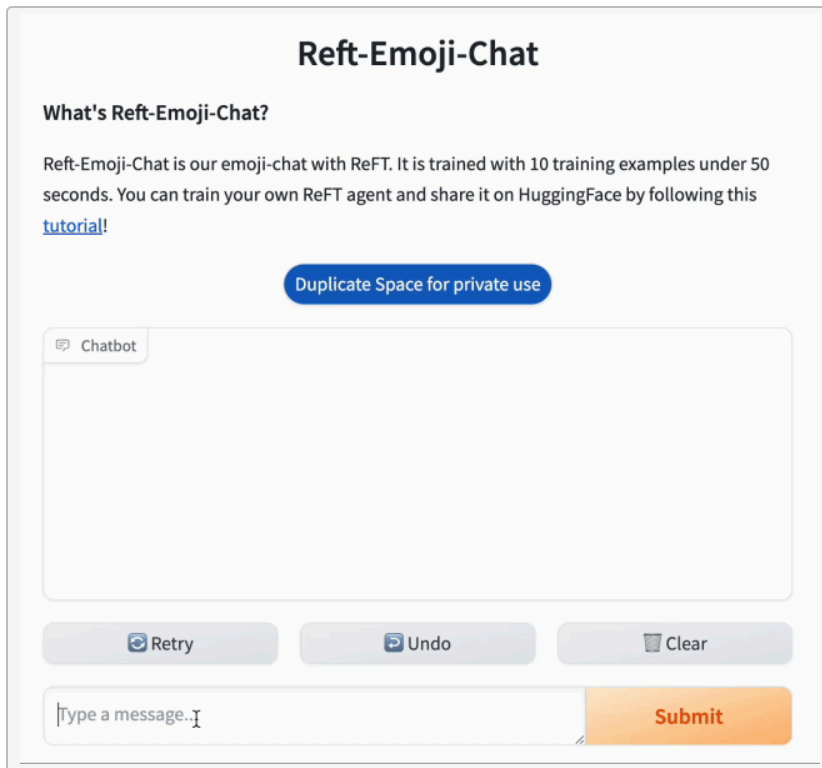 Reft-Emoji-Chat
What's Reft-Emoji-Chat?
Reft-Emoji-Chat is our emoji-chat with ReFT. It is trained with 10 training examples under 50
seconds. You can train your own ReFT agent and share it on HuggingFace by following this
tutorial!
Duplicate Space for private use
Chatbot
Retry
Undo
Clear
Type a message...
Submit